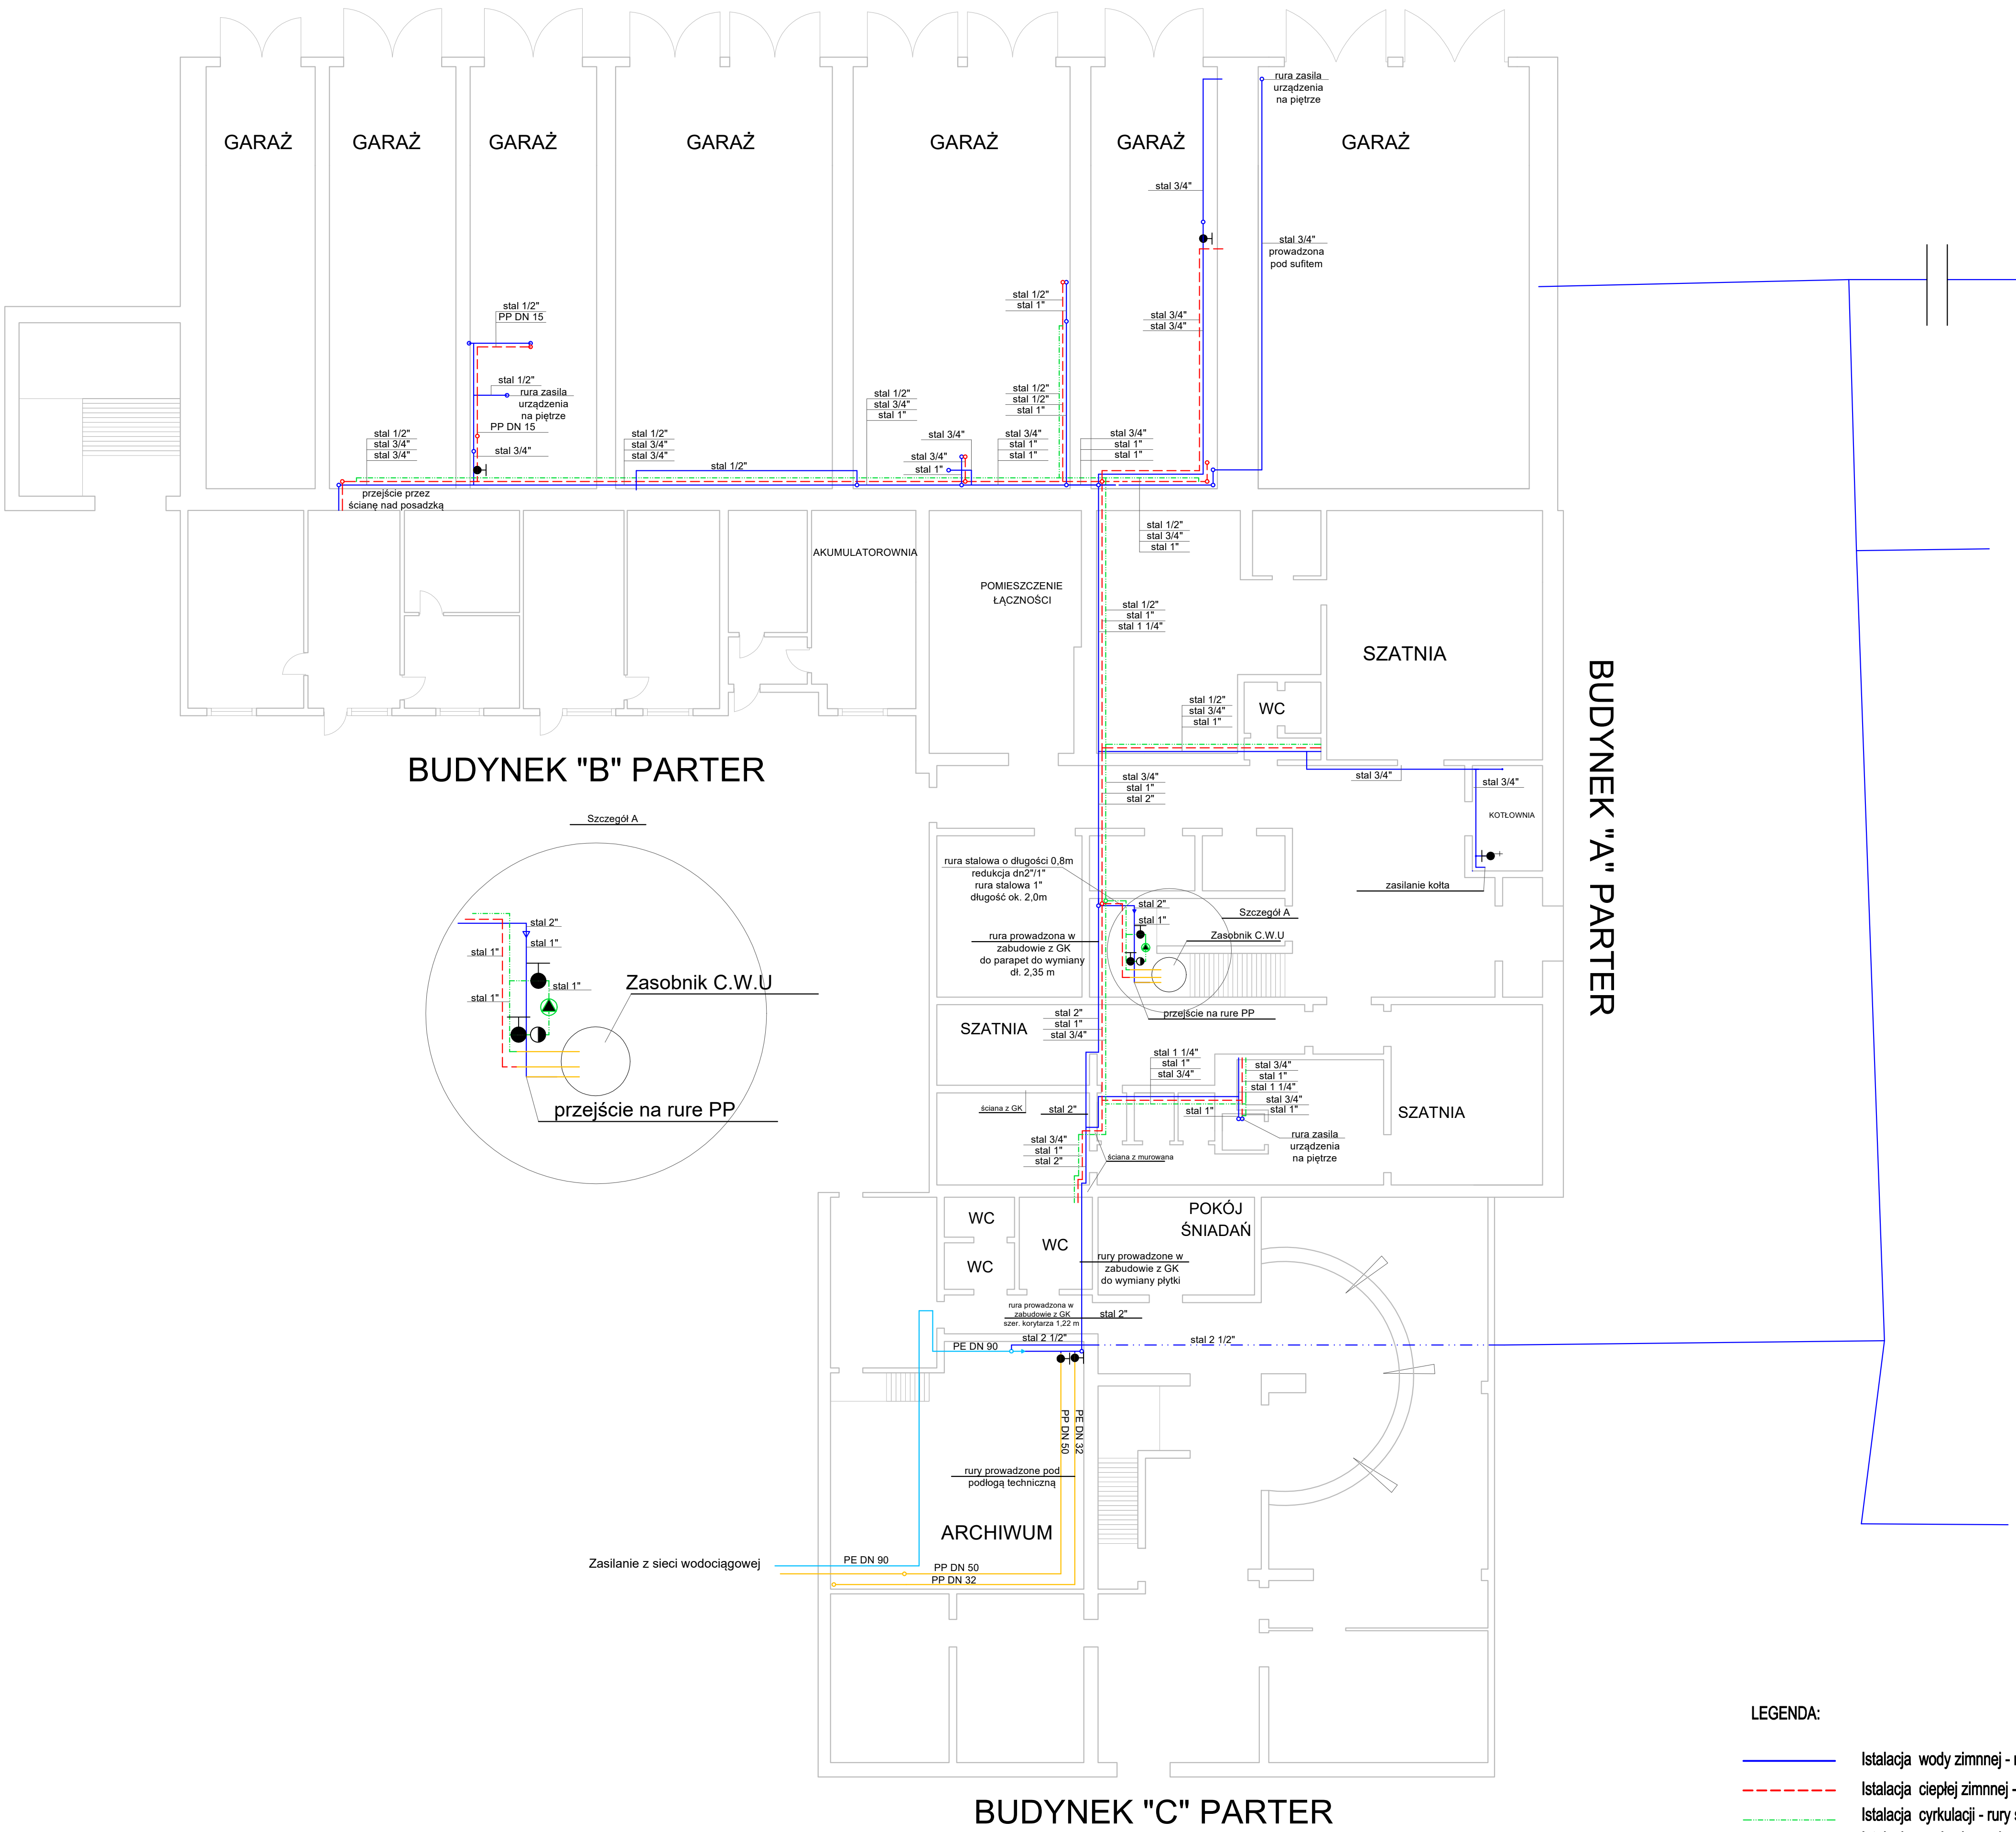 rura zasila
urządzenia
na piętrze
GARAŻ
GARAŻ
GARAŻ
GARAŻ
GARAŻ
GARAŻ
GARAŻ
stal 3/4"
stal 3/4"
prowadzona
pod sufitem
stal 1/2"
PP DN 15
stal 1/2"
stal 1"
stal 3/4"
stal 3/4"
stal 1/2"
rura zasila
urządzenia
na piętrze
PP DN 15
stal 3/4"
stal 1/2"
stal 3/4"
stal 1"
stal 1/2"
stal 1/2"
stal 1"
stal 1/2"
stal 3/4"
stal 3/4"
stal 1/2"
stal 3/4"
stal 3/4"
stal 1/2"
stal 3/4"
stal 3/4"
stal 1"
stal 3/4"
stal 1"
stal 1"
stal 3/4"
stal 1"
stal 1"
przejście przez
ścianę nad posadzką
stal 1/2"
stal 3/4"
stal 1"
AKUMULATOROWNIA
POMIESZCZENIE
ŁĄCZNOŚCI
stal 1/2"
stal 1"
stal 1 1/4"
SZATNIA
stal 1/2"
stal 3/4"
stal 1"
WC
BUDYNEK "B" PARTER
BUDYNEK "A" PARTER
stal 3/4"
stal 1"
stal 2"
stal 3/4"
stal 3/4"
KOTŁOWNIA
Szczegół A
rura stalowa o długości 0,8m
redukcja dn2"/1"
rura stalowa 1"
długość ok. 2,0m
zasilanie kołta
stal 2"
stal 1"
Szczegół A
Zasobnik C.W.U
rura prowadzona w
zabudowie z GK
do parapet do wymiany
dł. 2,35 m
stal 2"
stal 1"
stal 1"
stal 1"
stal 1"
Zasobnik C.W.U
przejście na rure PP
przejście na rure PP
SZATNIA
stal 2"
stal 1"
stal 3/4"
stal 1 1/4"
stal 1"
stal 3/4"
stal 3/4"
stal 1"
stal 1 1/4"
stal 3/4"
stal 1"
stal 1"
ściana z GK
stal 2"
SZATNIA
rura zasila
urządzenia
na piętrze
stal 3/4"
stal 1"
stal 2"
ściana z murowana
WC
WC
WC
POKÓJ
ŚNIADAŃ
rury prowadzone w
zabudowie z GK
do wymiany płytki
rura prowadzona w
zabudowie z GK
szer. korytarza 1,22 m
stal 2"
stal 2 1/2"
stal 2 1/2"
PE DN 90
PP DN 50
PE DN 32
rury prowadzone pod
podłogą techniczną
ARCHIWUM
Zasilanie z sieci wodociągowej
PE DN 90
PP DN 50
PP DN 32
BUDYNEK "C" PARTER
LEGENDA:
Istalacja wody zimnnej -
Istalacja ciepłej zimnnej -
Istalacja cyrkulacji - rury